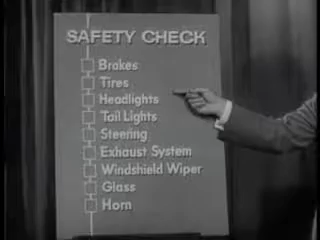 SAFETY CHECK
Brakes
Tires
Headlights
Tail Lights
Steering
Exhaust System
Windshield Wiper
Glass
Horn